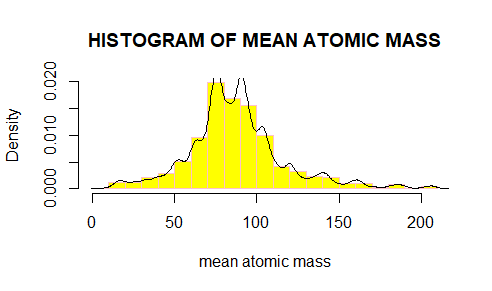 HISTOGRAM OF MEAN ATOMIC MASS
Density
0.020
0.010
0.000
0 50 100 150 200
mean atomic mass